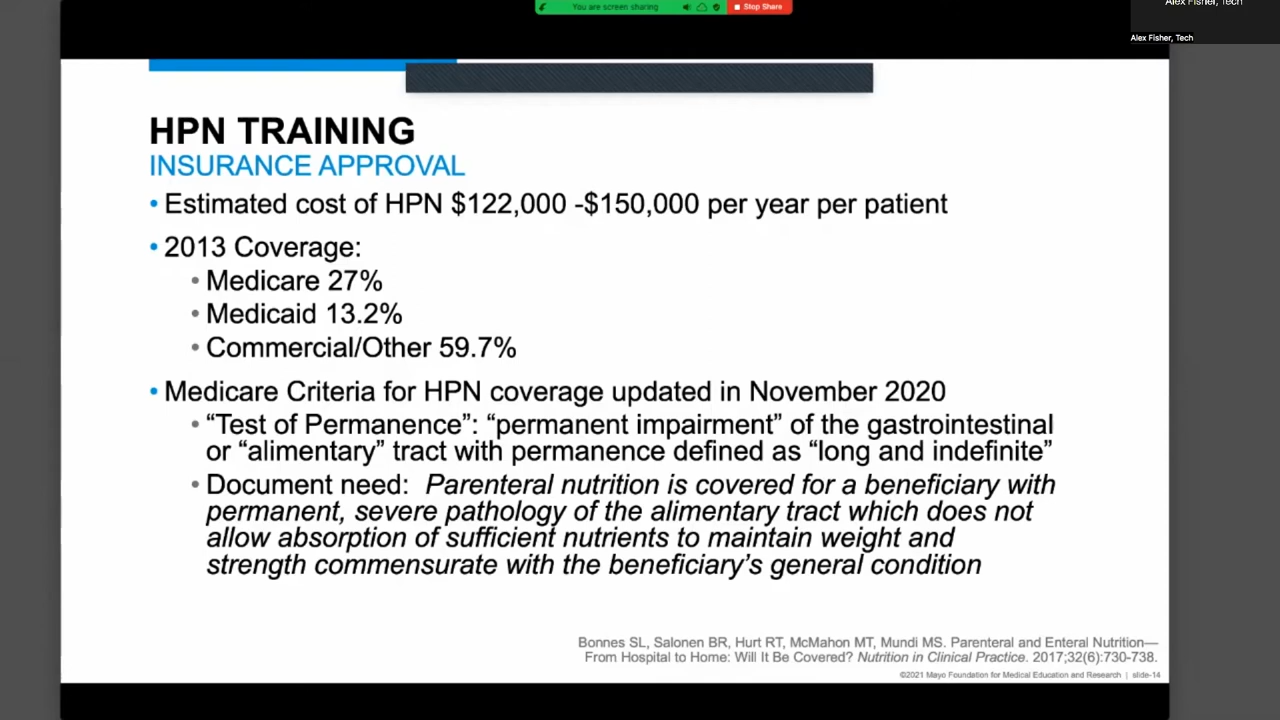 You are screen sharing
Stop Share
Alex Fisher, Tech
Alex Fisher, Tech
HPN TRAINING
INSURANCE APPROVAL
• Estimated cost of HPN $122,000 -$150,000 per year per patient
• 2013 Coverage:
• Medicare 27%
• Medicaid 13.2%
• Commercial/Other 59.7%
• Medicare Criteria for HPN coverage updated in November 2020
• “Test of Permanence”: “permanent impairment” of the gastrointestinal
or “alimentary” tract with permanence defined as “long and indefinite”
• Document need: Parenteral nutrition is covered for a beneficiary with
permanent, severe pathology of the alimentary tract which does not
allow absorption of sufficient nutrients to maintain weight and
strength commensurate with the beneficiary’s general condition
Bonnes SL, Salonen BR, Hurt RT, McMahon MT, Mundi MS. Parenteral and Enteral Nutrition—
From Hospital to Home: Will It Be Covered? Nutrition in Clinical Practice. 2017;32(6):730-738.
©2021 Mayo Foundation for Medical Education and Research | slide-14